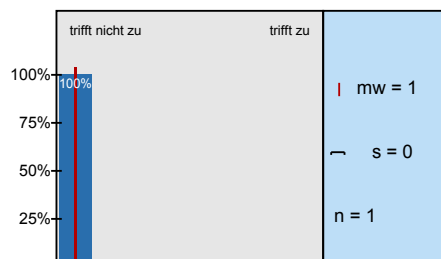 trifft nicht zu trifft zu
100% 100%
mw = 1
75%
s = 0
50%
25%
n = 1